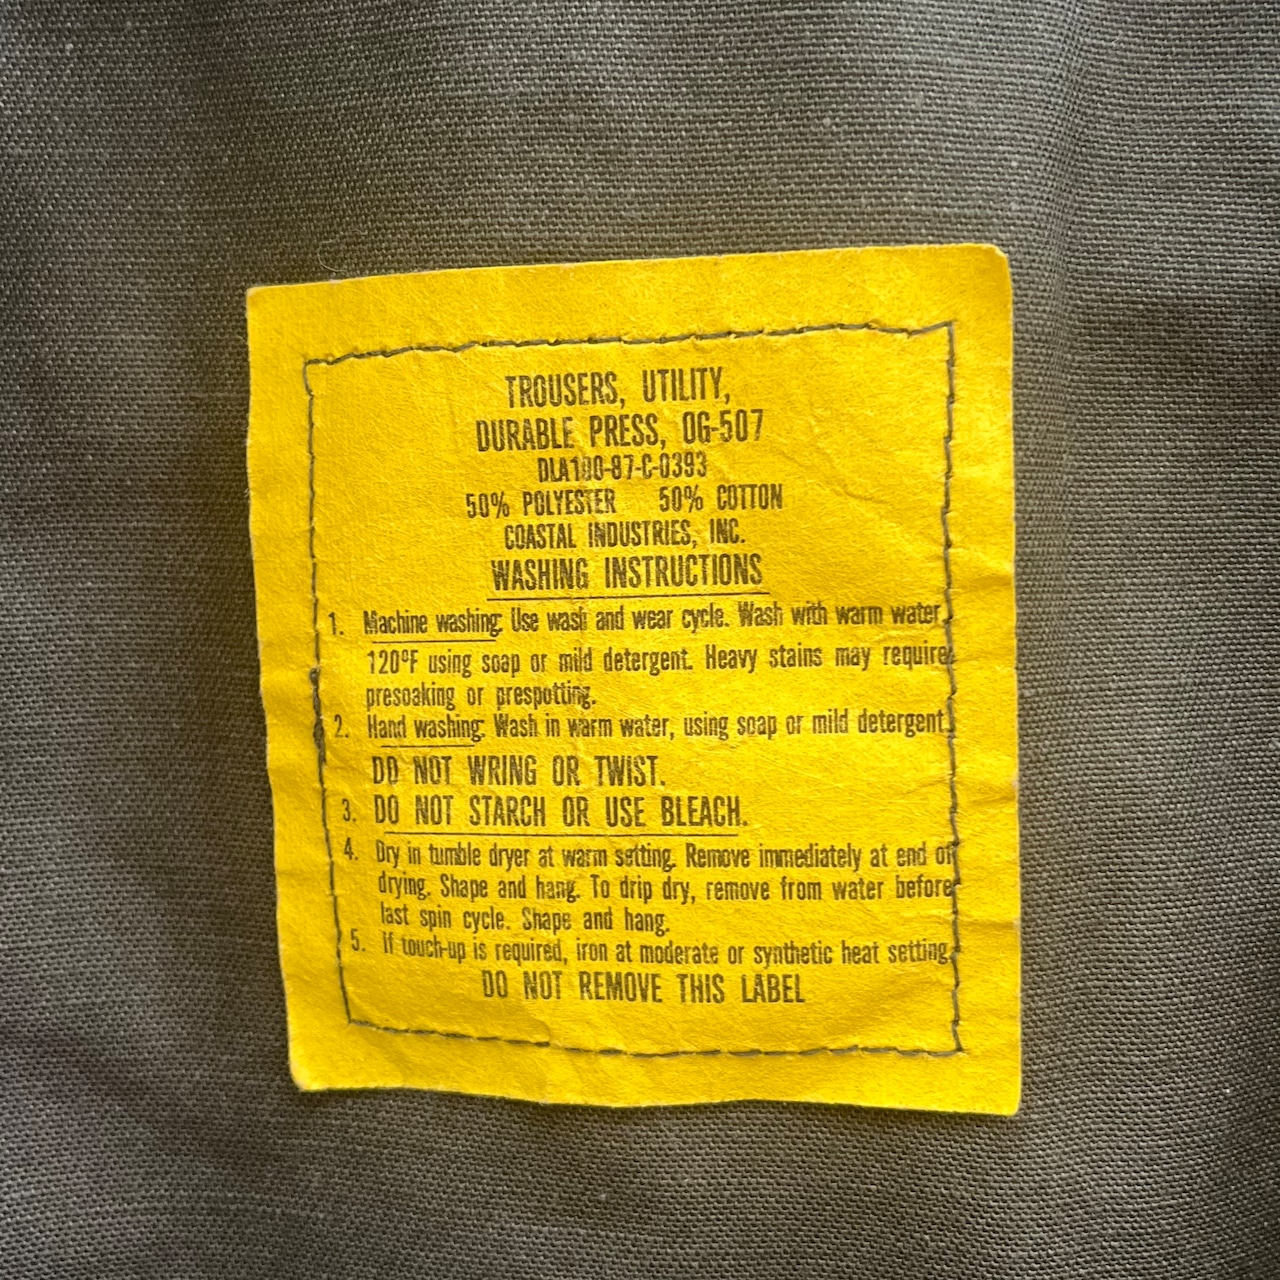 TROUSERS, UTILITY,
DURABLE PRESS, OG-507
DLA100-87-C-0393
50% POLYESTER 50% COTTON
COASTAL INDUSTRIES, INC.
WASHING INSTRUCTIONS
1. Machine washing: Use wash and wear cycle. Wash with warm water,
120°F using soap or mild detergent. Heavy stains may require
presoaking or prespotting.
2. Hand washing: Wash in warm water, using soap or mild detergent.
DO NOT WRING OR TWIST.
3. DO NOT STARCH OR USE BLEACH.
4. Dry in tumble dryer at warm setting. Remove immediately at end of
drying. Shape and hang. To drip dry, remove from water before
last spin cycle. Shape and hang.
5. If touch-up is required, iron at moderate or synthetic heat setting.
DO NOT REMOVE THIS LABEL